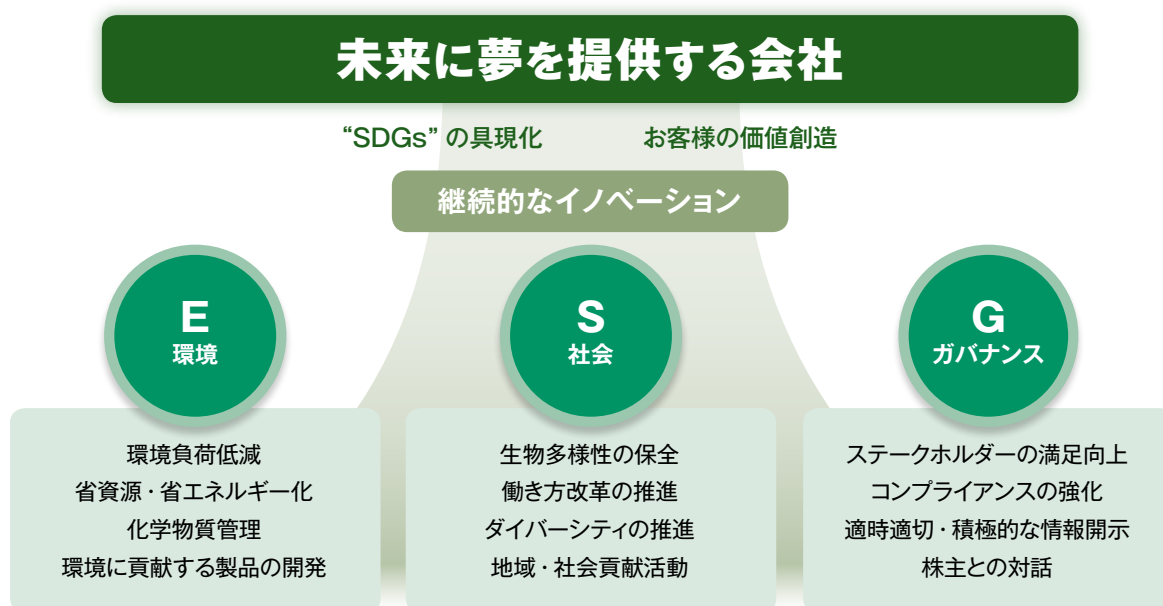 未来に夢を提供する会社
“SDGs”の具現化
お客様の価値創造
継続的なイノベーション
E
環境
環境負荷低減
省資源・省エネルギー化
化学物質管理
環境に貢献する製品の開発
S
社会
生物多様性の保全
働き方改革の推進
ダイバーシティの推進
地域・社会貢献活動
G
ガバナンス
ステークホルダーの満足向上
コンプライアンスの強化
適時適切・積極的な情報開示
株主との対話